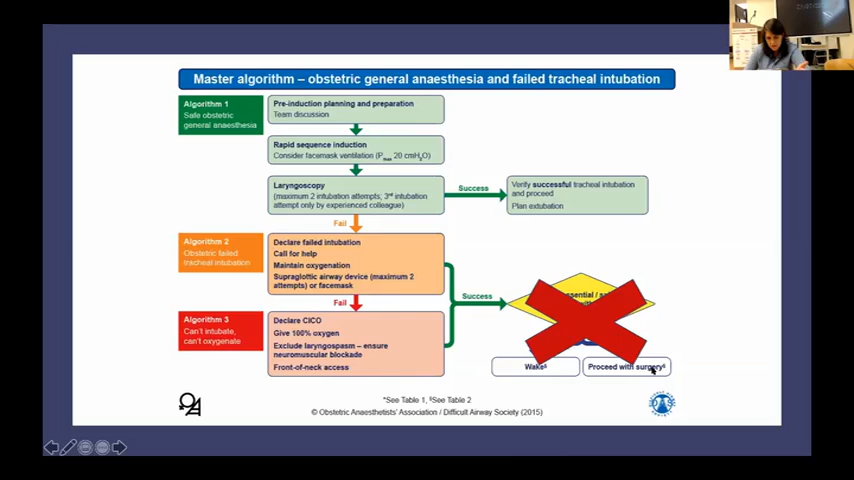 Master algorithm – obstetric general anaesthesia and failed tracheal intubation
Algorithm 1
Safe obstetric
general anaesthesia
Pre-induction planning and preparation
Team discussion
Rapid sequence induction
Consider facemask ventilation (Pmax 20 cmH2O)
Laryngoscopy
(maximum 2 intubation attempts; 3rd intubation
attempt only by experienced colleague)
Success
Verify successful tracheal intubation
and proceed
Plan extubation
Fail
Algorithm 2
Obstetric failed
tracheal intubation
Declare failed intubation
Call for help
Maintain oxygenation
Supraglottic airway device (maximum 2
attempts) or facemask
Fail
Success
Algorithm 3
Can't intubate,
can't oxygenate
Declare CICO
Give 100% oxygen
Exclude laryngospasm – ensure
neuromuscular blockade
Front-of-neck access
Wake§
Proceed with surgery§
*See Table 1, §See Table 2
© Obstetric Anaesthetists' Association / Difficult Airway Society (2015)